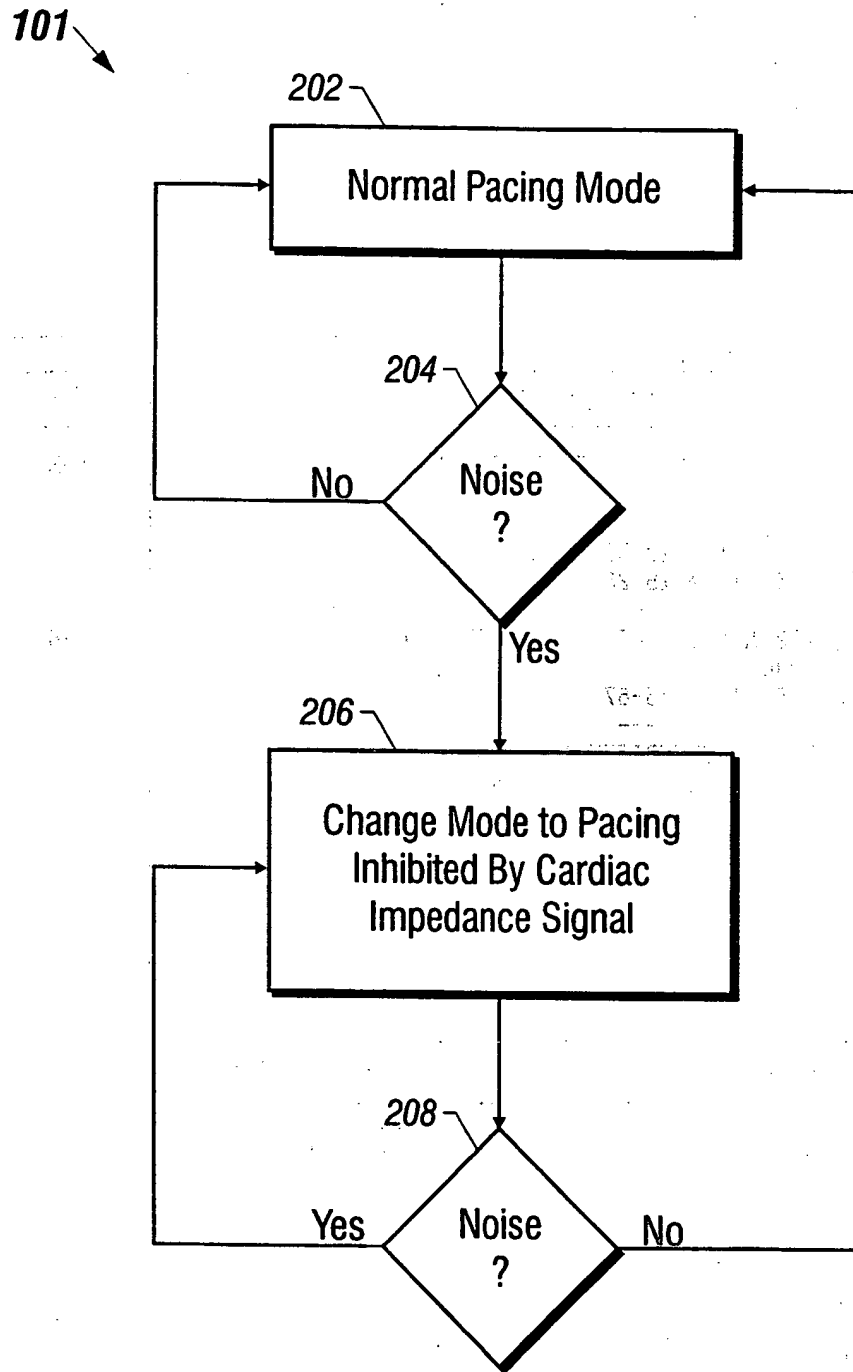 101
202
Normal Pacing Mode
204
No
Noise
?
Yes
206
Change Mode to Pacing
Inhibited By Cardiac
Impedance Signal
208
Yes
Noise
?
No